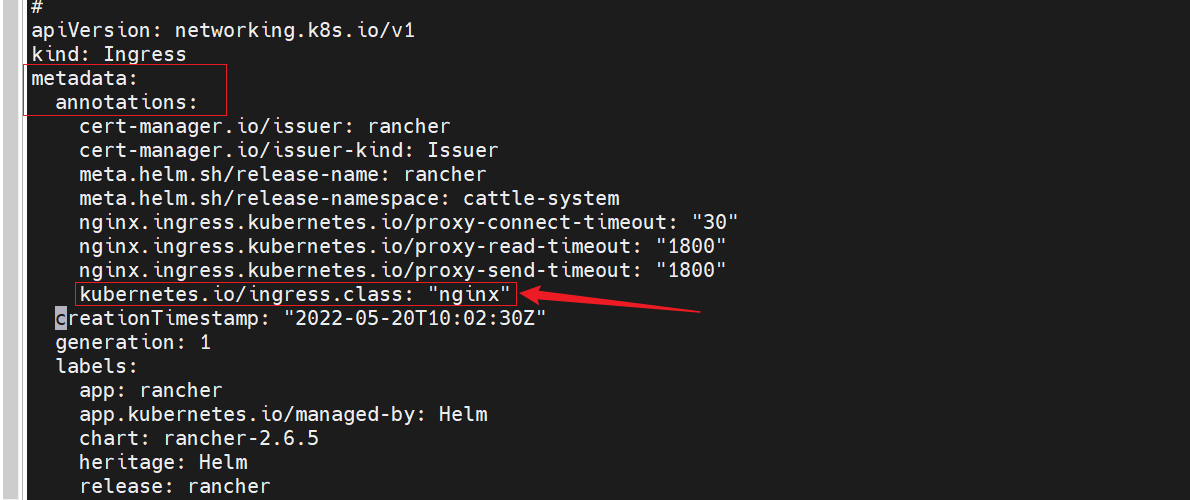 #
apiVersion: networking.k8s.io/v1
kind: Ingress
metadata:
  annotations:
    cert-manager.io/issuer: rancher
    cert-manager.io/issuer-kind: Issuer
    meta.helm.sh/release-name: rancher
    meta.helm.sh/release-namespace: cattle-system
    nginx.ingress.kubernetes.io/proxy-connect-timeout: "30"
    nginx.ingress.kubernetes.io/proxy-read-timeout: "1800"
    nginx.ingress.kubernetes.io/proxy-send-timeout: "1800"
    kubernetes.io/ingress.class: "nginx"
  creationTimestamp: "2022-05-20T10:02:30Z"
  generation: 1
  labels:
    app: rancher
    app.kubernetes.io/managed-by: Helm
    chart: rancher-2.6.5
    heritage: Helm
    release: rancher